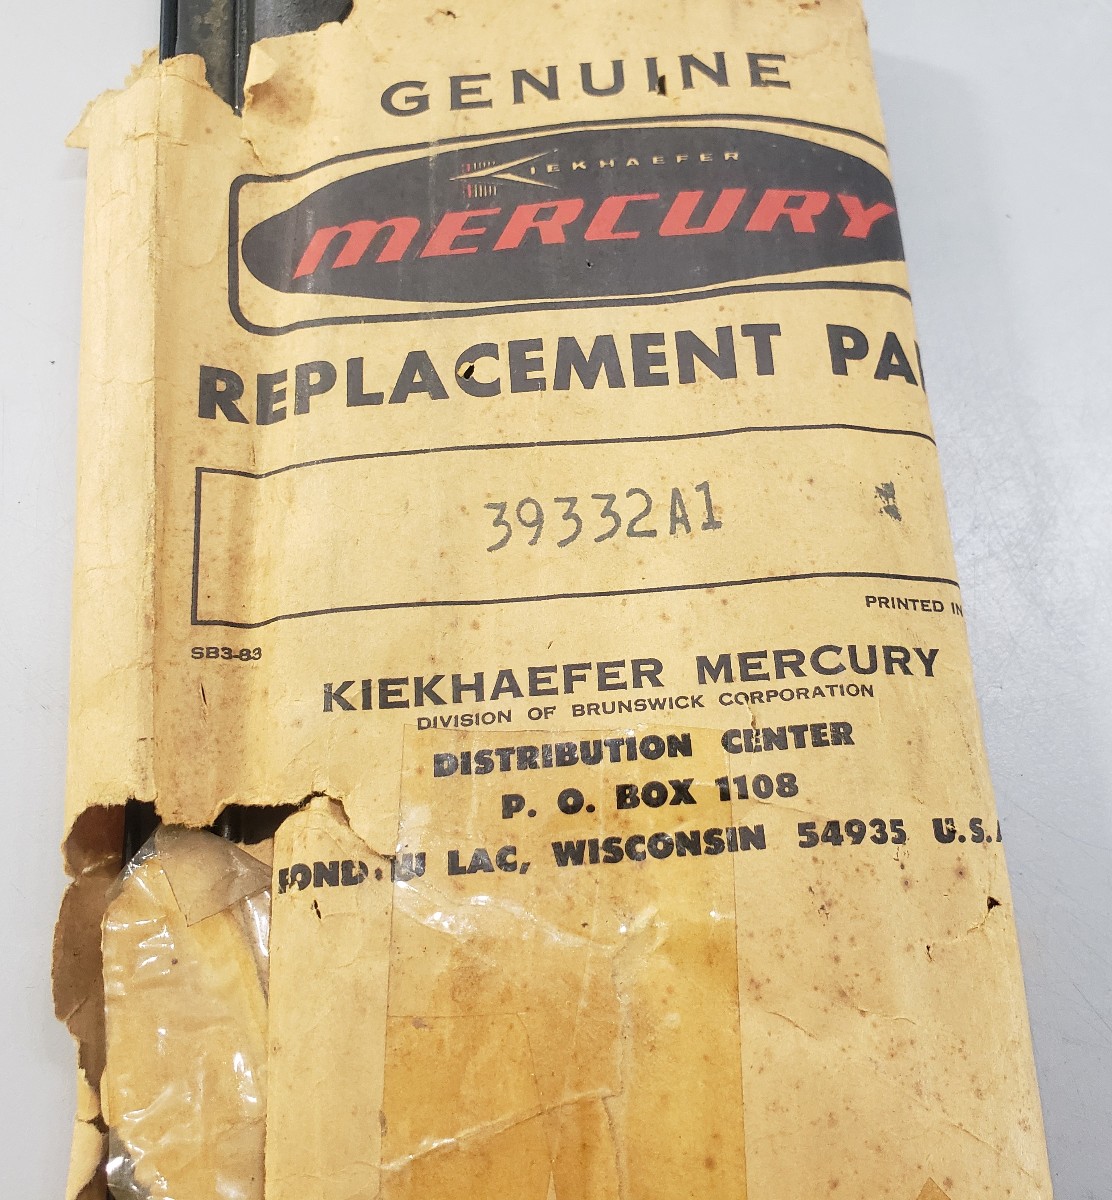 GENUINE
KIEKHAEFER
MERCURY
REPLACEMENT PA
39332A1
PRINTED IN
SB3-83
KIEKHAEFER MERCURY
DIVISION OF BRUNSWICK CORPORATION
DISTRIBUTION CENTER
P. O. BOX 1108
FOND U LAC, WISCONSIN 54935 U.S.A